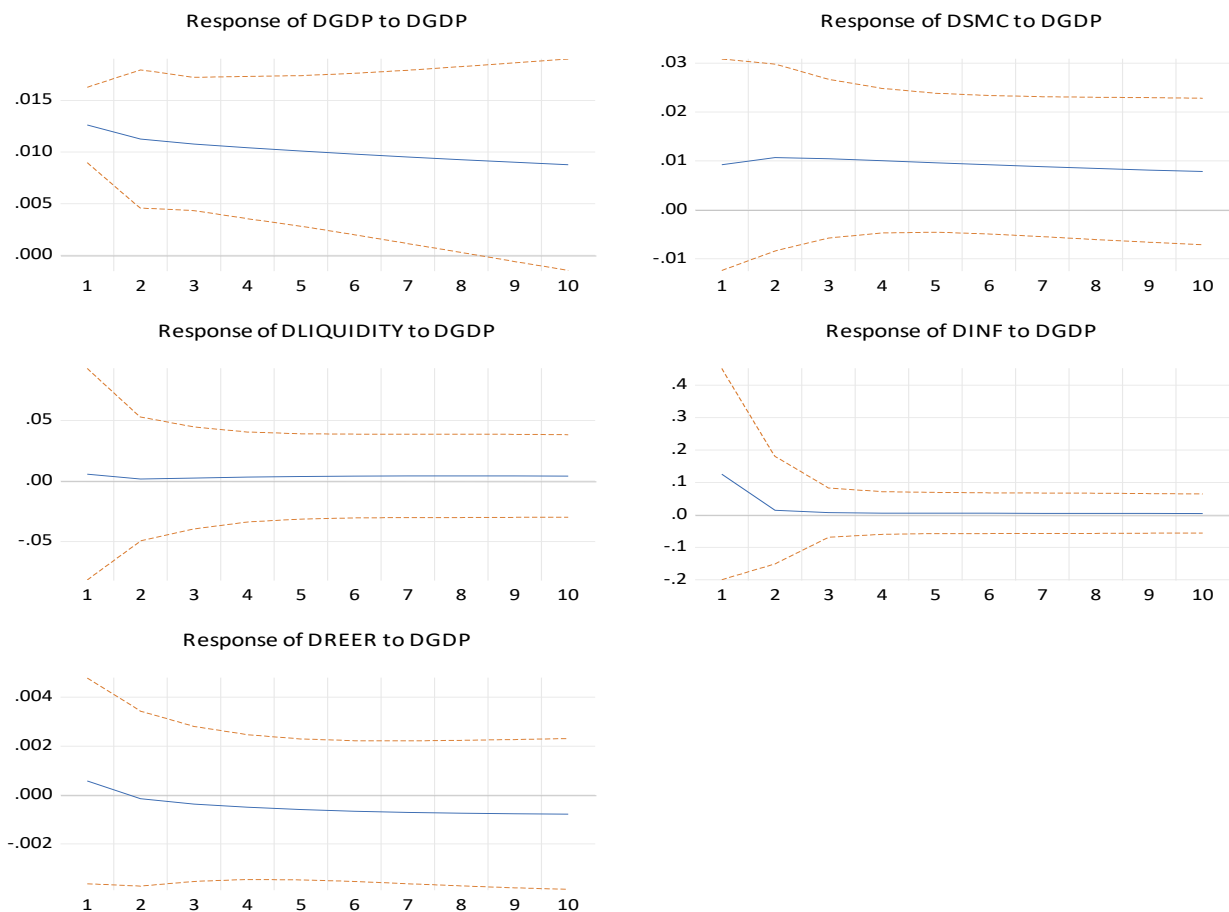 Response of DGDP to DGDP
.015
.010
.005
.000
1 2 3 4 5 6 7 8 9 10
Response of DSMC to DGDP
.03
.02
.01
.00
-.01
1 2 3 4 5 6 7 8 9 10
Response of DLIQUIDITY to DGDP
.05
.00
-.05
1 2 3 4 5 6 7 8 9 10
Response of DINF to DGDP
.4
.3
.2
.1
.0
-.1
-.2
1 2 3 4 5 6 7 8 9 10
Response of DREER to DGDP
.004
.002
.000
-.002
1 2 3 4 5 6 7 8 9 10